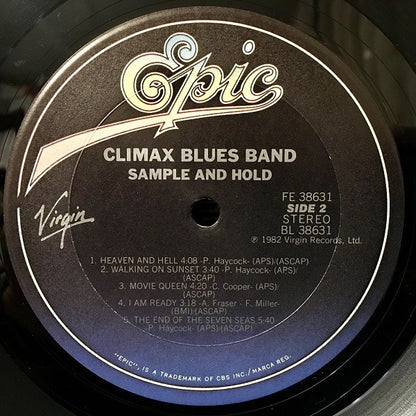 Epic
CLIMAX BLUES BAND
SAMPLE AND HOLD
FE 38631
SIDE 2
STEREO
BL 38631
Virgin
℗ 1982 Virgin Records, Ltd.
1. HEAVEN AND HELL 4:08 -P. Haycock- (APS)(ASCAP)
2. WALKING ON SUNSET 3:40 -P. Haycock- (APS)
(ASCAP)
3. MOVIE QUEEN 4:20 -C. Cooper- (APS)
(ASCAP)
4. I AM READY 3:18 -A. Fraser - F. Miller-
(BMI)(ASCAP)
5. THE END OF THE SEVEN SEAS 5:40
P. Haycock- (APS)(ASCAP)
"EPIC", IS A TRADEMARK OF CBS INC./MARCA REG.